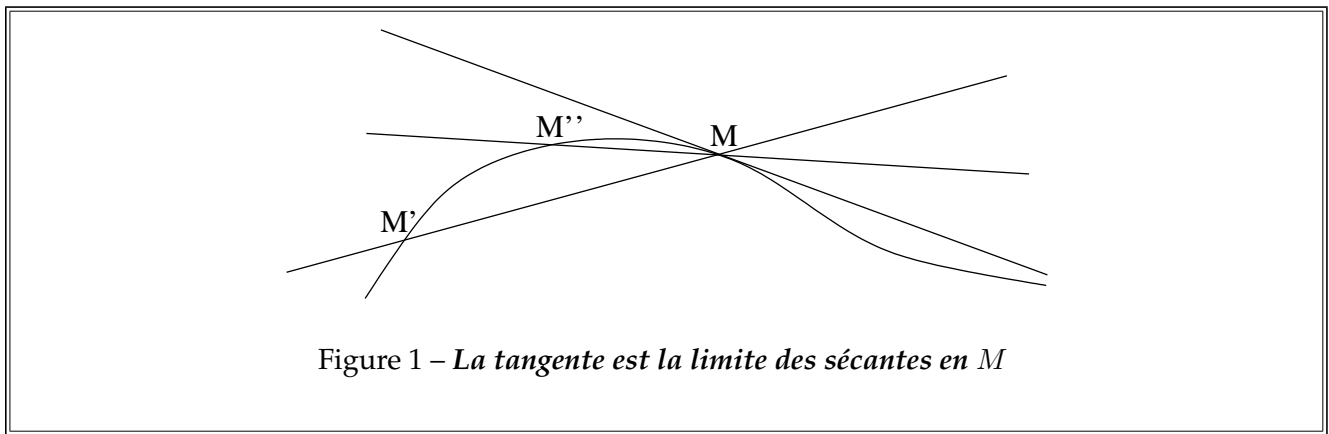 M’’
M
M’
Figure 1 – La tangente est la limite des sécantes en M